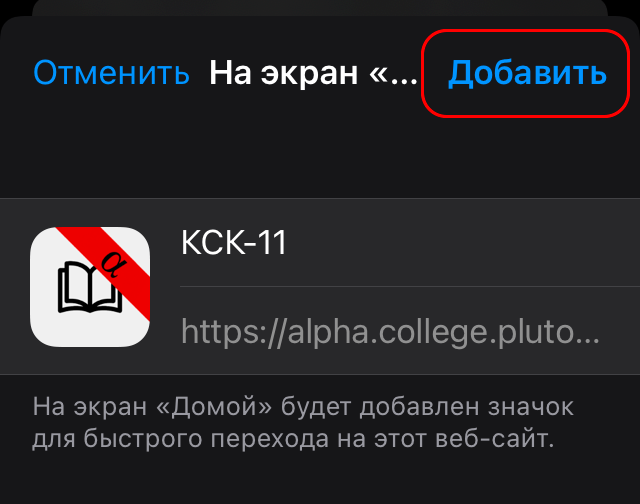 Отменить На экран «... Добавить
α
КСК-11
https://alpha.college.pluto...
На экран «Домой» будет добавлен значок
для быстрого перехода на этот веб-сайт.